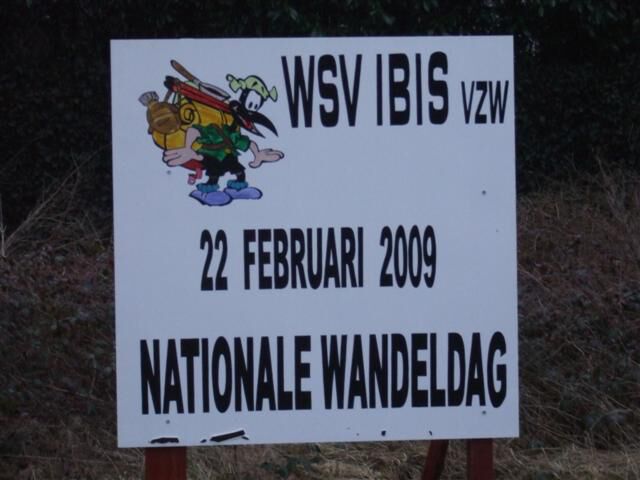 WSV IBIS VZW
22 FEBRUARI 2009
NATIONALE WANDELDAG